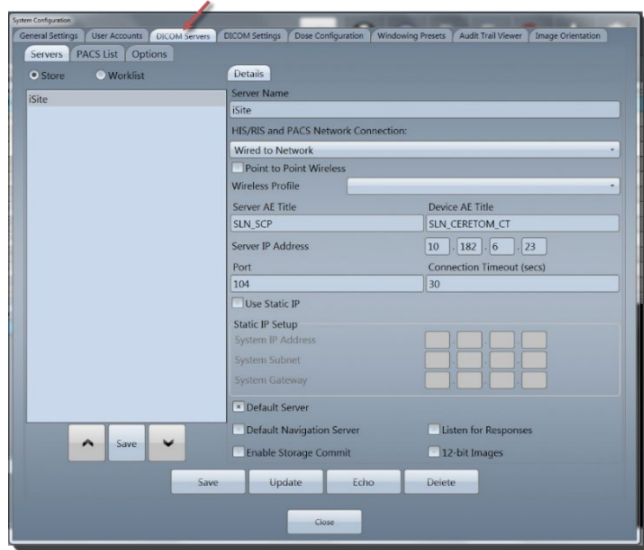 System Configuration
General Settings User Accounts DICOM Servers DICOM Settings Dose Configuration Windowing Presets Audit Trail Viewer Image Orientation
Servers PACS List Options
Store Worklist
Details
iSite
Server Name
iSite
HIS/RIS and PACS Network Connection:
Wired to Network
Point to Point Wireless
Wireless Profile
Server AE Title Device AE Title
SLN_SCP SLN_CERETOM_CT
Server IP Address 10 . 182 . 6 . 23
Port Connection Timeout (secs)
104 30
Use Static IP
Static IP Setup
System IP Address
System Subnet
System Gateway
Default Server
Default Navigation Server Listen for Responses
Enable Storage Commit 12-bit Images
Save
Save Update Echo Delete
Close